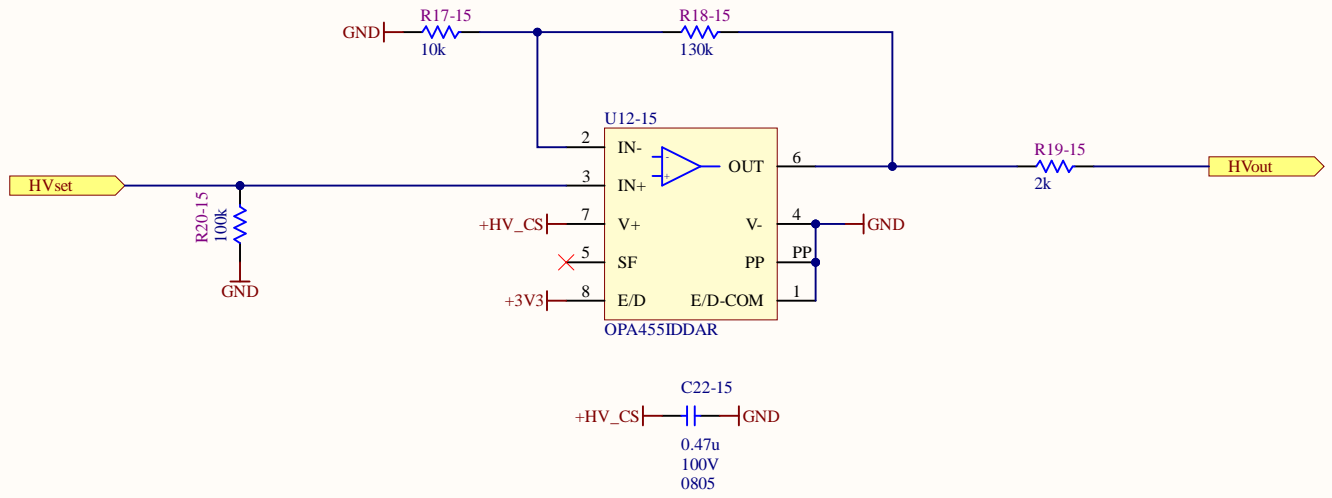 R17-15
R18-15
GND
10k
130k
U12-15
2
IN-
OUT
6
R19-15
2k
HVset
HVout
3
IN+
R20-15
100k
+HV_CS
7
V+
V-
4
GND
5
SF
PP
PP
GND
+3V3
8
E/D
E/D-COM
1
OPA455IDDAR
C22-15
+HV_CS
GND
0.47u
100V
0805